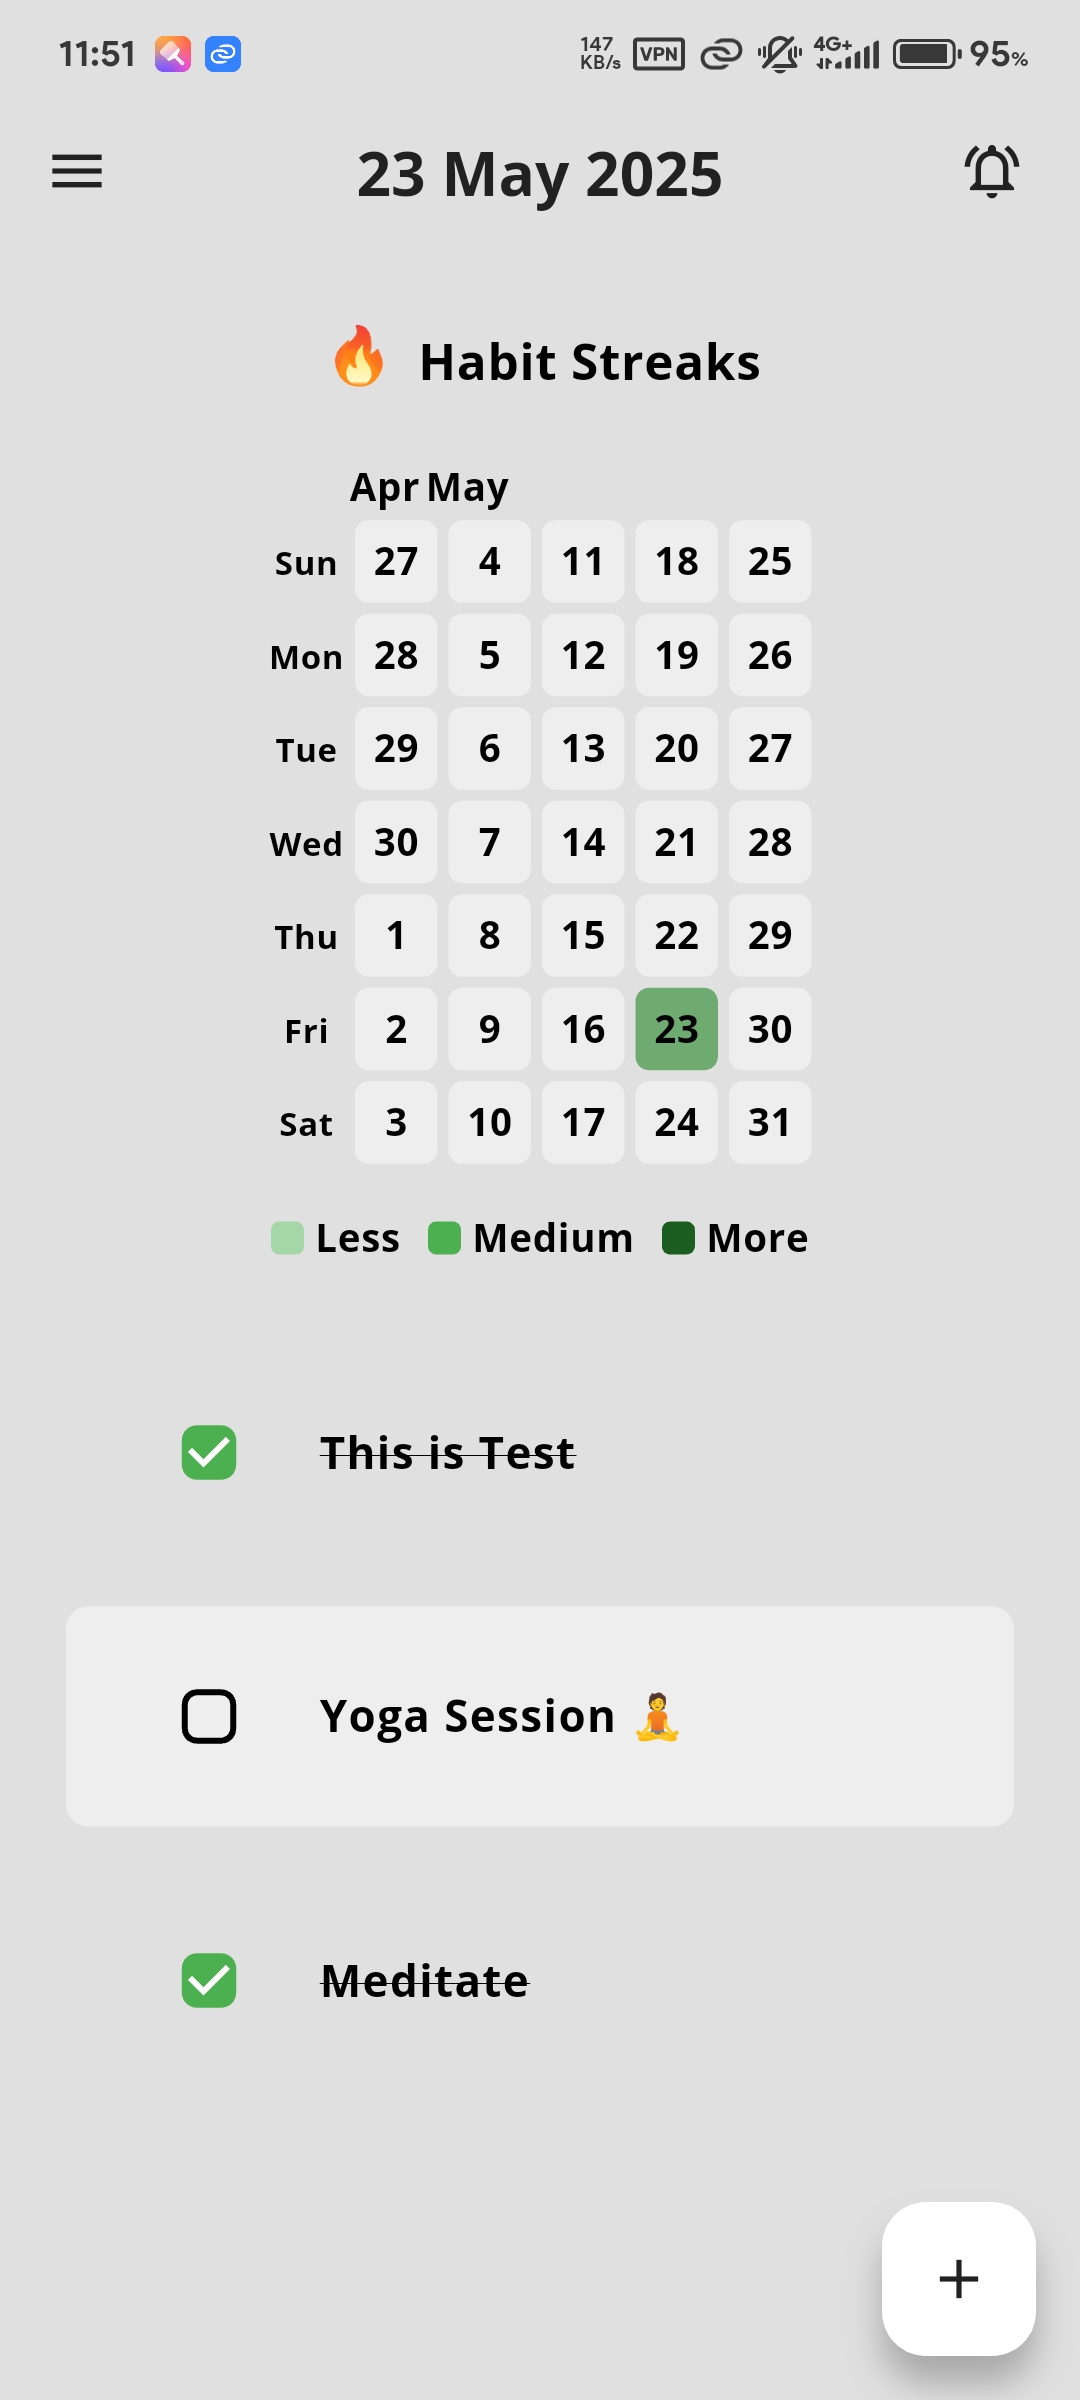 11:51 147 KB/s VPN 4G+ 95%
23 May 2025
🔥 Habit Streaks
Apr May
Sun 27 4 11 18 25
Mon 28 5 12 19 26
Tue 29 6 13 20 27
Wed 30 7 14 21 28
Thu 1 8 15 22 29
Fri 2 9 16 23 30
Sat 3 10 17 24 31
Less Medium More
This is Test
Yoga Session 🧘
Meditate